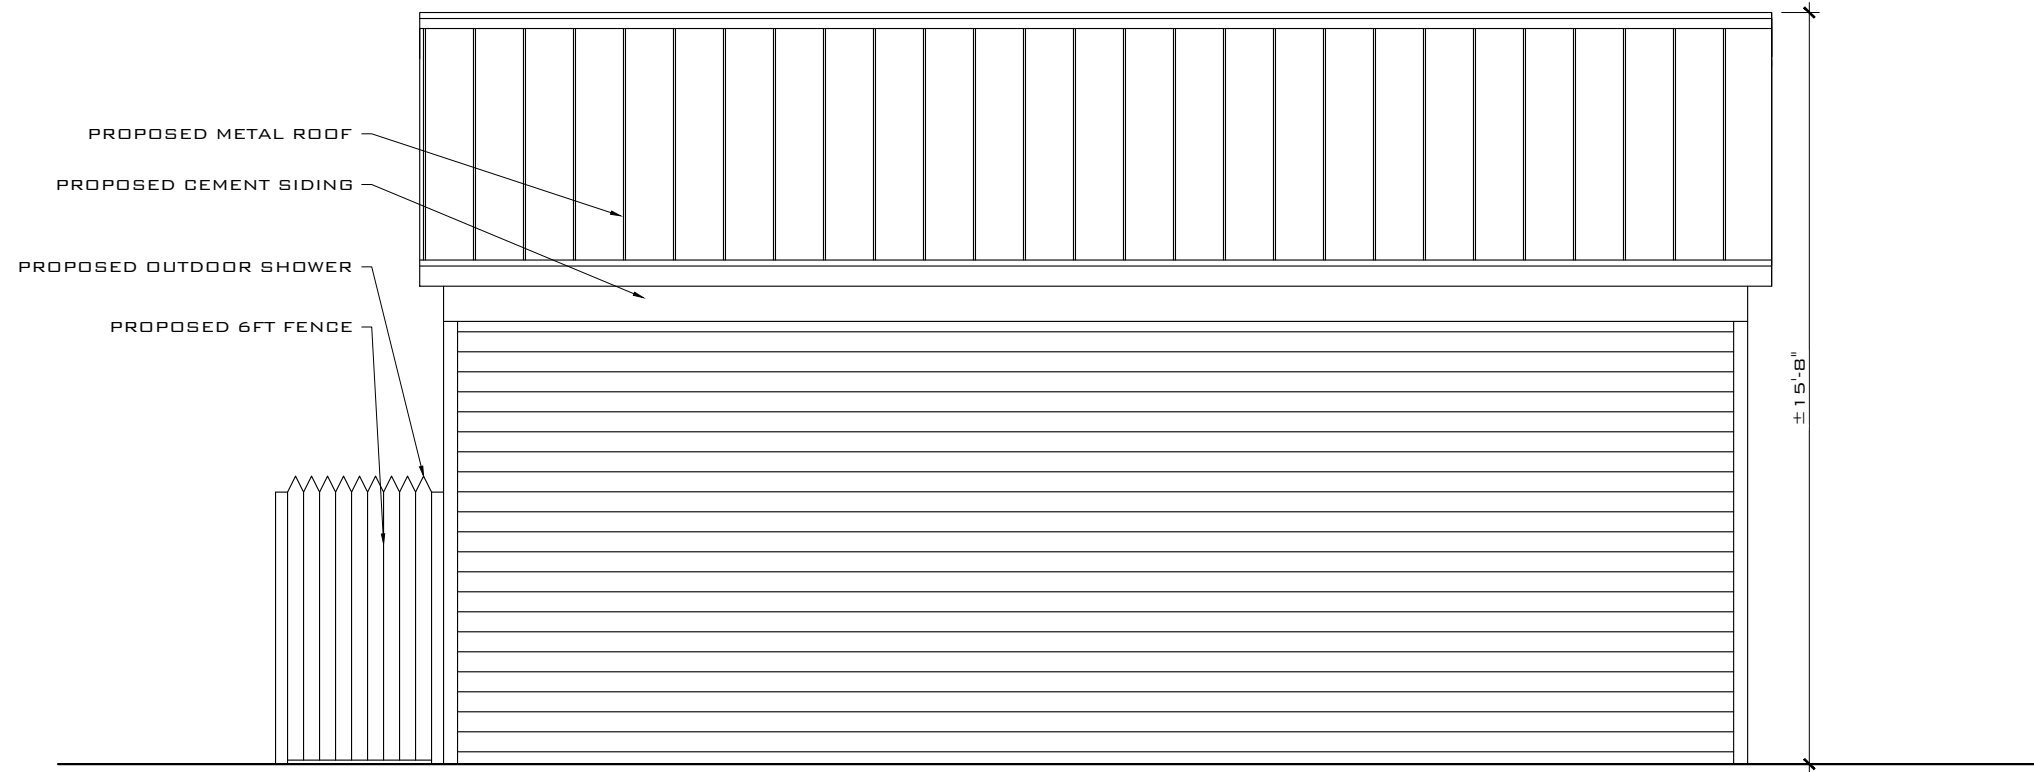 PROPOSED METAL ROOF
PROPOSED CEMENT SIDING
PROPOSED OUTDOOR SHOWER
PROPOSED 6FT FENCE
±15'-8"